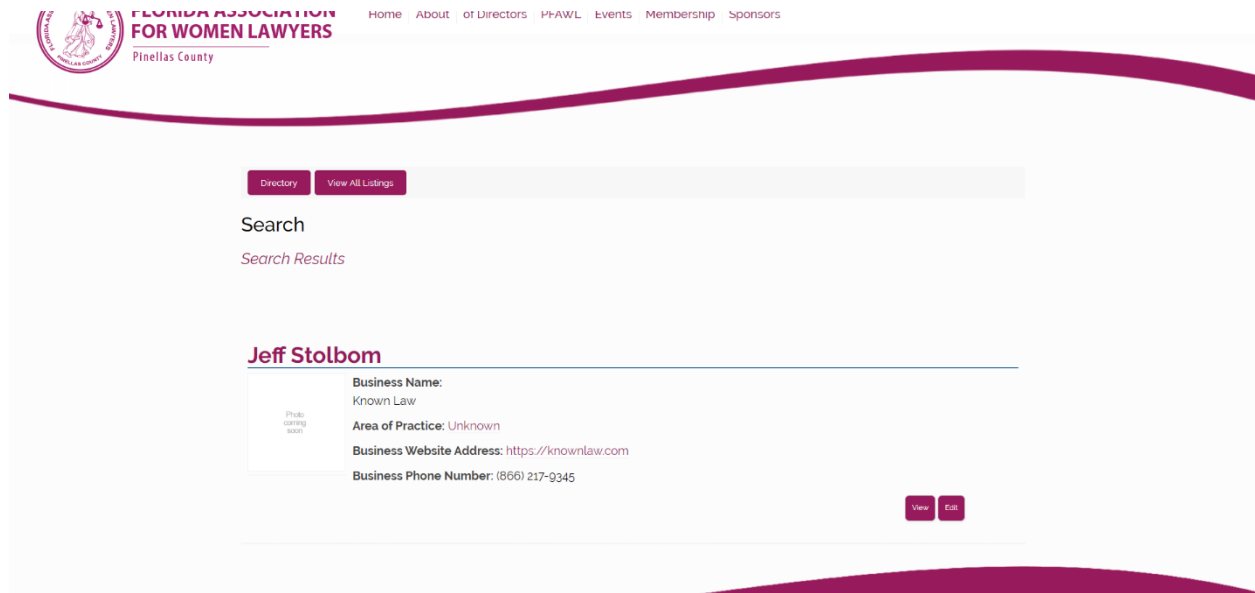 FLORIDA ASSOCIATION
FOR WOMEN LAWYERS
Pinellas County
Home About of Directors PFAWL Events Membership Sponsors
Directory View All Listings
Search
Search Results
Jeff Stolbom
Photo
coming
soon
Business Name:
Known Law
Area of Practice: Unknown
Business Website Address: https://knownlaw.com
Business Phone Number: (866) 217-9345
View Edit